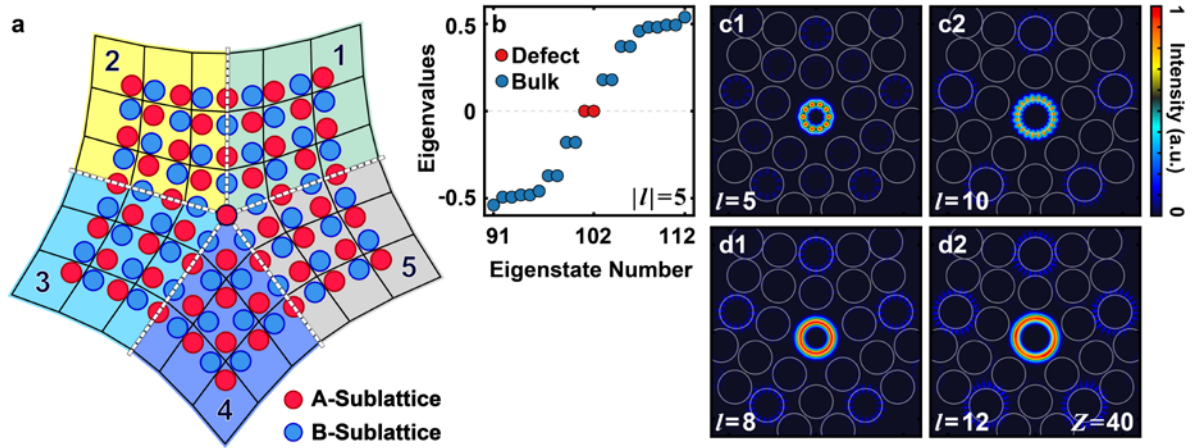 a
2
1
3
5
4
A-Sublattice
B-Sublattice
b
Eigenvalues
0.5
0
-0.5
Defect
Bulk
|l|=5
91
102
112
Eigenstate Number
c1
l=5
c2
l=10
d1
l=8
d2
l=12
Z=40
1
Intensity (a.u.)
0